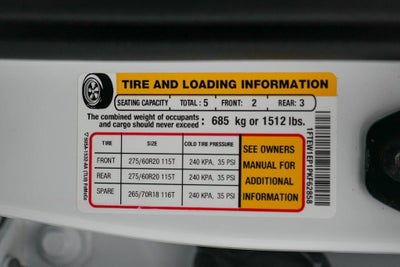 TIRE AND LOADING INFORMATION
SEATING CAPACITY TOTAL : 5 FRONT: 2 REAR: 3
The combined weight of occupants
and cargo should never exceed : 685 kg or 1512 lbs.
TIRE SIZE COLD TIRE PRESSURE
FRONT 275/60R20 115T 240 KPA, 35 PSI
REAR 275/60R20 115T 240 KPA, 35 PSI
SPARE 265/70R18 116T 240 KPA, 35 PSI
SEE OWNERS
MANUAL FOR
ADDITIONAL
INFORMATION
1FTEW1EP1PKF62858